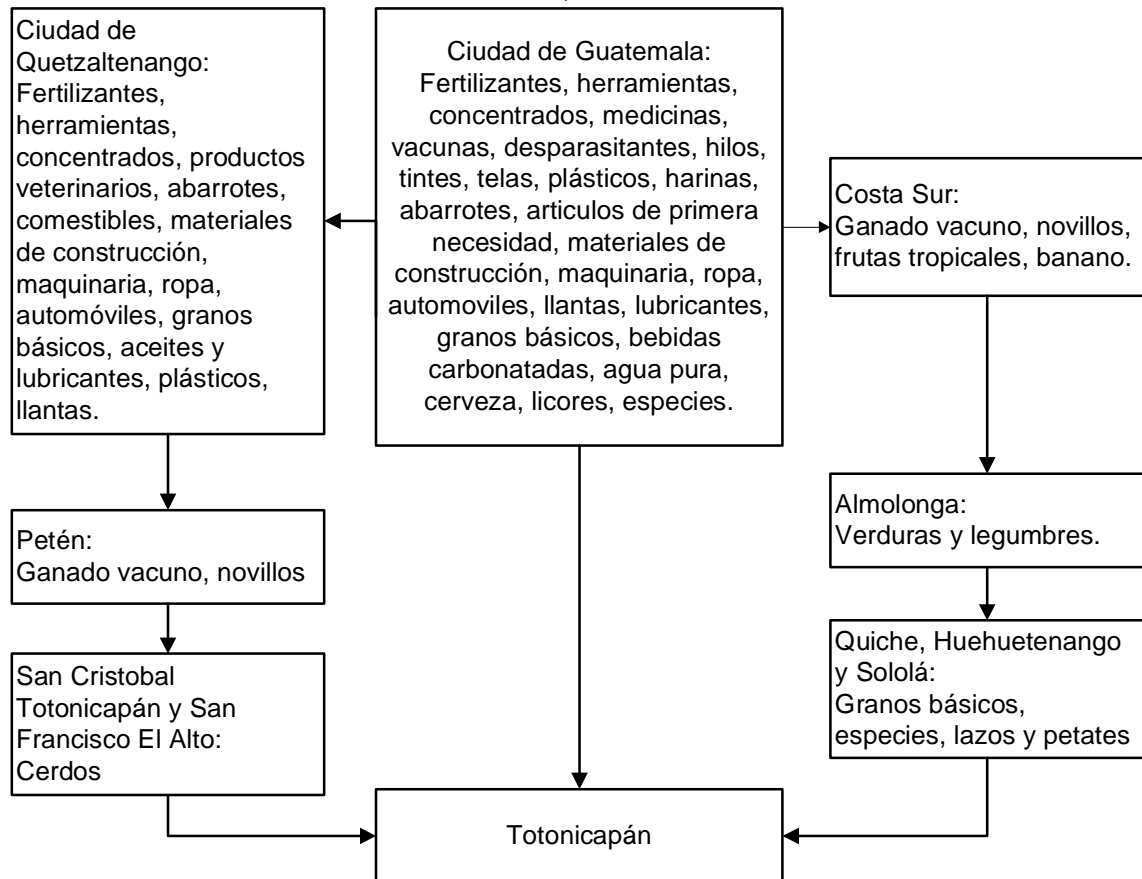 Ciudad de
Quetzaltenango:
Fertilizantes,
herramientas,
concentrados, productos
veterinarios, abarrotes,
comestibles, materiales
de construcción,
maquinaria, ropa,
automóviles, granos
básicos, aceites y
lubricantes, plásticos,
llantas.
Ciudad de Guatemala:
Fertilizantes, herramientas,
concentrados, medicinas,
vacunas, desparasitantes, hilos,
tintes, telas, plásticos, harinas,
abarrotes, articulos de primera
necesidad, materiales de
construcción, maquinaria, ropa,
automoviles, llantas, lubricantes,
granos básicos, bebidas
carbonatadas, agua pura,
cerveza, licores, especies.
Costa Sur:
Ganado vacuno, novillos,
frutas tropicales, banano.
Petén:
Ganado vacuno, novillos
Almolonga:
Verduras y legumbres.
San Cristobal
Totonicapán y San
Francisco El Alto:
Cerdos
Quiche, Huehuetenango
y Sololá:
Granos básicos,
especies, lazos y petates
Totonicapán